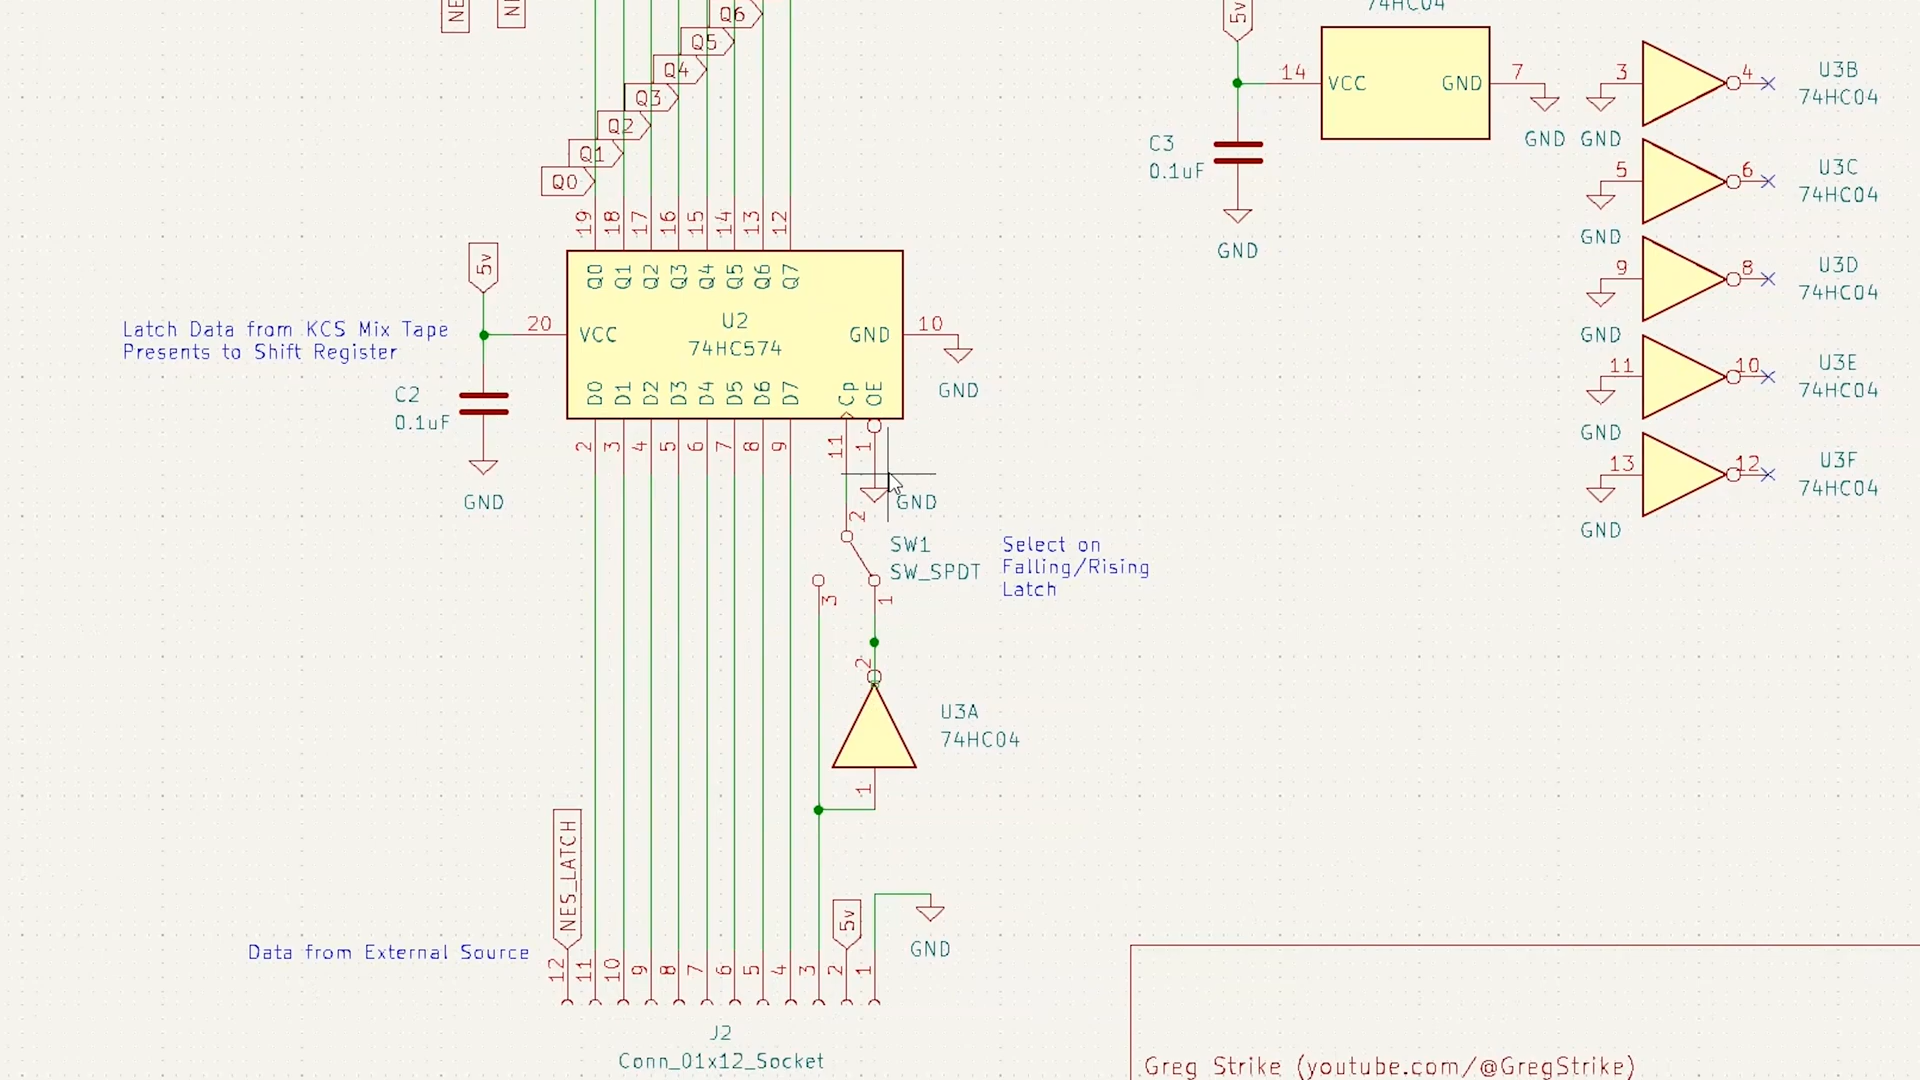 NE
NE
Q6
Q5
Q4
Q3
Q2
Q1
Q0
19
18
17
16
15
14
13
12
Q0
Q1
Q2
Q3
Q4
Q5
Q6
Q7
5v
Latch Data from KCS Mix Tape
Presents to Shift Register
20
VCC
U2
74HC574
GND
10
GND
C2
0.1uF
GND
D0
D1
D2
D3
D4
D5
D6
D7
Cp
OE
2
3
4
5
6
7
8
9
11
1
GND
2
SW1
SW_SPDT
3
1
Select on
Falling/Rising
Latch
2
U3A
74HC04
1
NES_LATCH
5v
GND
Data from External Source
12
11
10
9
8
7
6
5
4
3
2
1
J2
Conn_01x12_Socket
5v
74HC04
14
VCC
GND
7
GND
C3
0.1uF
GND
3
4
U3B
74HC04
GND
5
6
U3C
74HC04
GND
9
8
U3D
74HC04
GND
11
10
U3E
74HC04
GND
13
12
U3F
74HC04
GND
Greg Strike (youtube.com/@GregStrike)